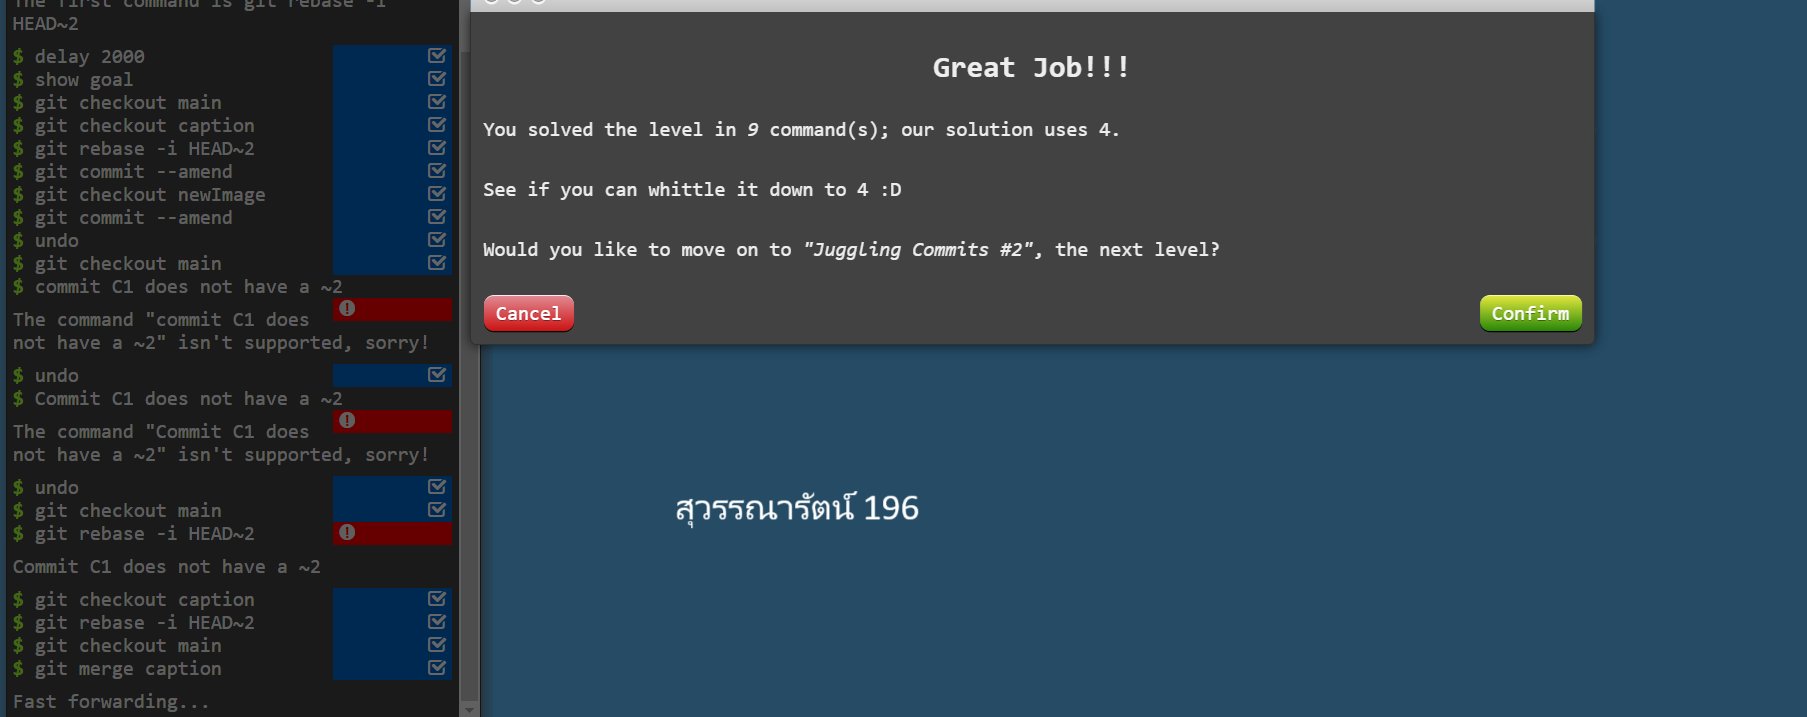 The first command is git rebase -i
HEAD~2
$ delay 2000
$ show goal
$ git checkout main
$ git checkout caption
$ git rebase -i HEAD~2
$ git commit --amend
$ git checkout newImage
$ git commit --amend
$ undo
$ git checkout main
$ commit C1 does not have a ~2
The command "commit C1 does
not have a ~2" isn't supported, sorry!
$ undo
$ Commit C1 does not have a ~2
The command "Commit C1 does
not have a ~2" isn't supported, sorry!
$ undo
$ git checkout main
$ git rebase -i HEAD~2
Commit C1 does not have a ~2
$ git checkout caption
$ git rebase -i HEAD~2
$ git checkout main
$ git merge caption
Fast forwarding...
Great Job!!!
You solved the level in 9 command(s); our solution uses 4.
See if you can whittle it down to 4 :D
Would you like to move on to "Juggling Commits #2", the next level?
Cancel
Confirm
สุวรรณารัตน์ 196